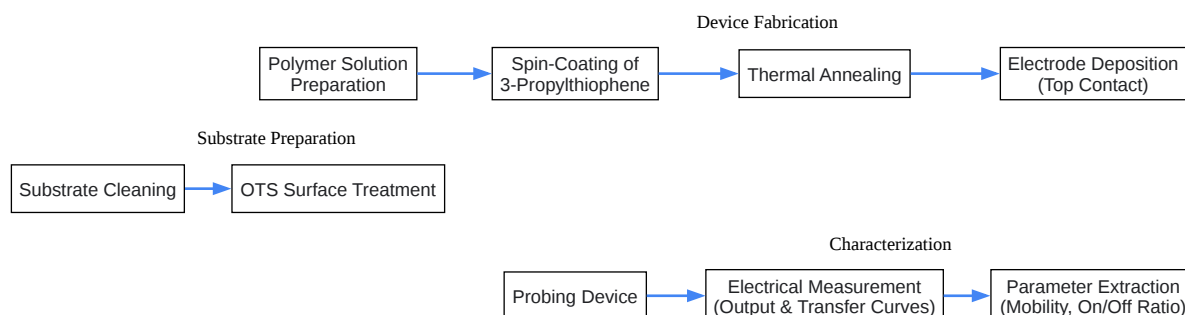 Device Fabrication
Polymer Solution
Preparation
Spin-Coating of
3-Propylthiophene
Thermal Annealing
Electrode Deposition
(Top Contact)
Substrate Preparation
Substrate Cleaning
OTS Surface Treatment
Characterization
Probing Device
Electrical Measurement
(Output & Transfer Curves)
Parameter Extraction
(Mobility, On/Off Ratio)